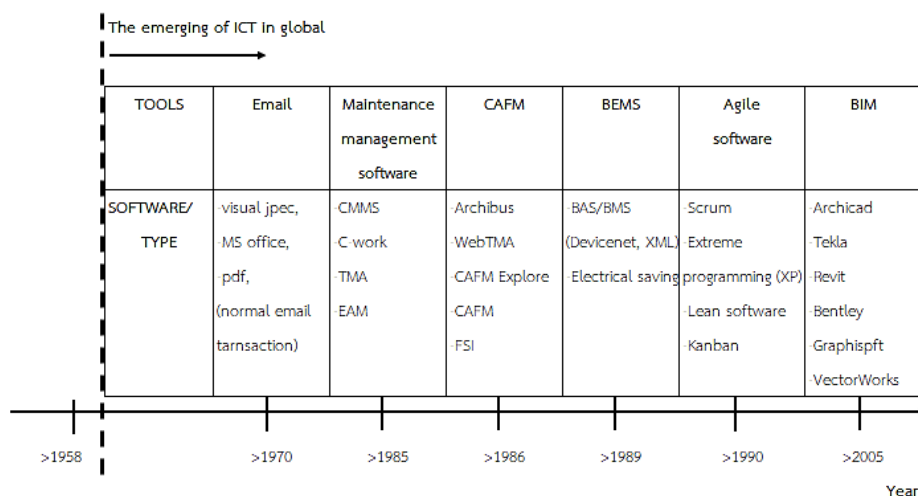 The emerging of ICT in global
TOOLS
Email
Maintenance
management
software
CAFM
BEMS
Agile
software
BIM
SOFTWARE/
TYPE
-visual jpec,
-MS office,
-pdf,
(normal email
tarnsaction)
-CMMS
-C-work
-TMA
-EAM
-Archibus
-WebTMA
-CAFM Explore
-CAFM
-FSI
-BAS/BMS
(Devicenet, XML)
-Electrical saving
-Scrum
-Extreme
programming (XP)
-Lean software
-Kanban
-Archicad
-Tekla
-Revit
-Bentley
-Graphispft
-VectorWorks
>1958
>1970
>1985
>1986
>1989
>1990
>2005
Year